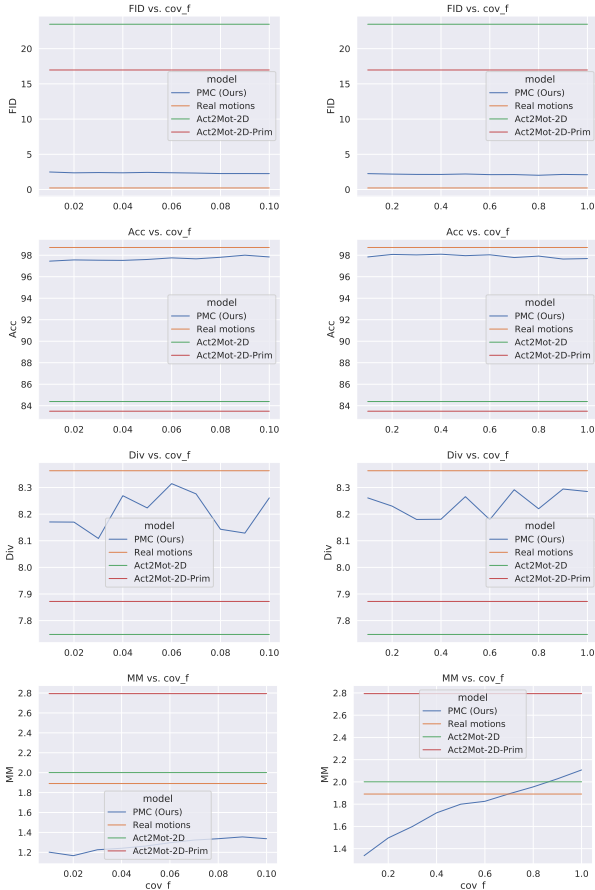 FID vs. cov_f
FID
20
15
10
5
0
0.02 0.04 0.06 0.08 0.10
model
PMC (Ours)
Real motions
Act2Mot-2D
Act2Mot-2D-Prim
FID vs. cov_f
FID
20
15
10
5
0
0.2 0.4 0.6 0.8 1.0
model
PMC (Ours)
Real motions
Act2Mot-2D
Act2Mot-2D-Prim
Acc vs. cov_f
Acc
98
96
94
92
90
88
86
84
0.02 0.04 0.06 0.08 0.10
model
PMC (Ours)
Real motions
Act2Mot-2D
Act2Mot-2D-Prim
Acc vs. cov_f
Acc
98
96
94
92
90
88
86
84
0.2 0.4 0.6 0.8 1.0
model
PMC (Ours)
Real motions
Act2Mot-2D
Act2Mot-2D-Prim
Div vs. cov_f
Div
8.3
8.2
8.1
8.0
7.9
7.8
0.02 0.04 0.06 0.08 0.10
model
PMC (Ours)
Real motions
Act2Mot-2D
Act2Mot-2D-Prim
Div vs. cov_f
Div
8.3
8.2
8.1
8.0
7.9
7.8
0.2 0.4 0.6 0.8 1.0
model
PMC (Ours)
Real motions
Act2Mot-2D
Act2Mot-2D-Prim
MM vs. cov_f
MM
2.8
2.6
2.4
2.2
2.0
1.8
1.6
1.4
1.2
0.02 0.04 0.06 0.08 0.10
cov_f
model
PMC (Ours)
Real motions
Act2Mot-2D
Act2Mot-2D-Prim
MM vs. cov_f
MM
2.8
2.6
2.4
2.2
2.0
1.8
1.6
1.4
0.2 0.4 0.6 0.8 1.0
cov_f
model
PMC (Ours)
Real motions
Act2Mot-2D
Act2Mot-2D-Prim